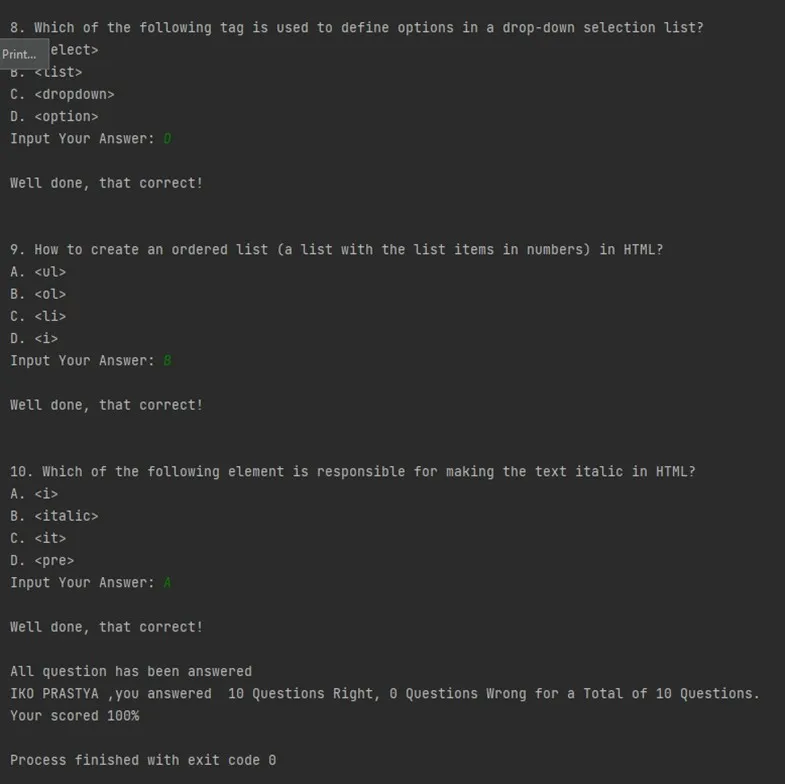 8. Which of the following tag is used to define options in a drop-down selection list?
Print...
elect>
B. <list>
C. <dropdown>
D. <option>
Input Your Answer: D
Well done, that correct!
9. How to create an ordered list (a list with the list items in numbers) in HTML?
A. <ul>
B. <ol>
C. <li>
D. <i>
Input Your Answer: B
Well done, that correct!
10. Which of the following element is responsible for making the text italic in HTML?
A. <i>
B. <italic>
C. <it>
D. <pre>
Input Your Answer: A
Well done, that correct!
All question has been answered
IKO PRASTYA ,you answered  10 Questions Right, 0 Questions Wrong for a Total of 10 Questions.
Your scored 100%
Process finished with exit code 0